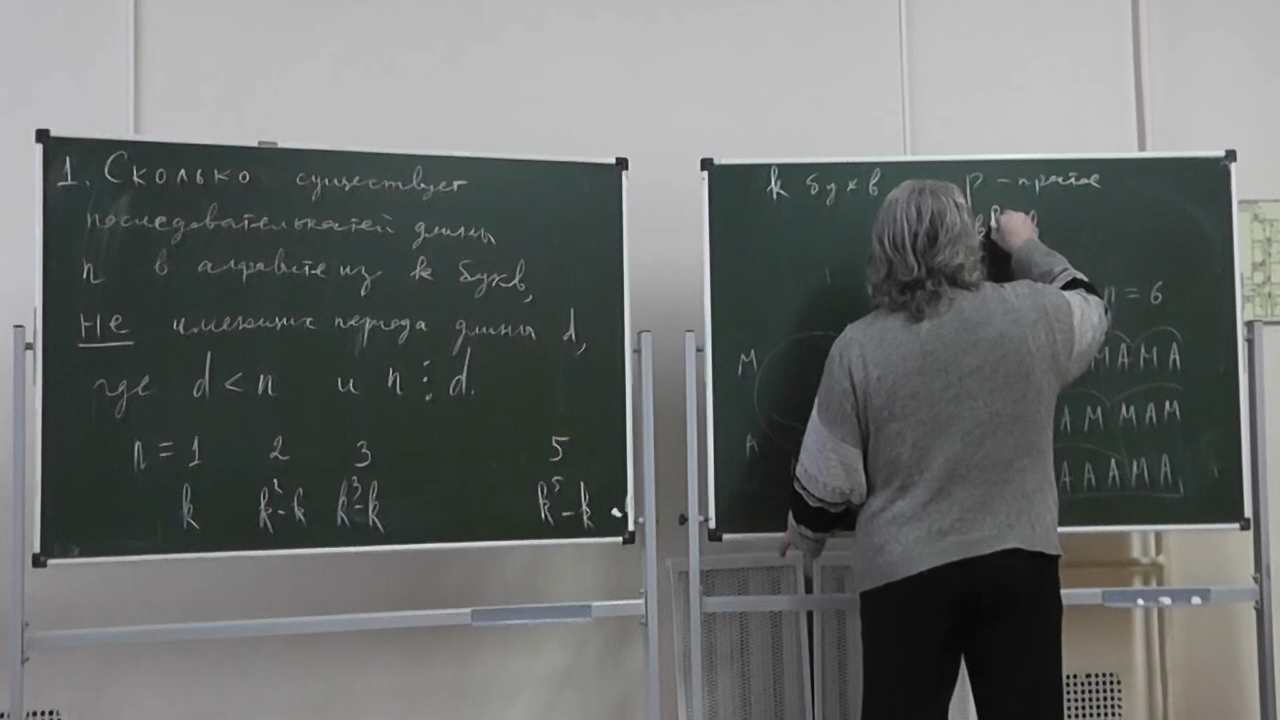 1. Сколько существует
последовательностей длины
n в алфавите из k букв,
не имеющих периода длины d,
где d < n и n ⋮ d.
n = 1 2 3 5
k k²-k k³-k k⁵-k
k букв p - простое
n = 6
М МАМА
АМ МАМ
А АААМА